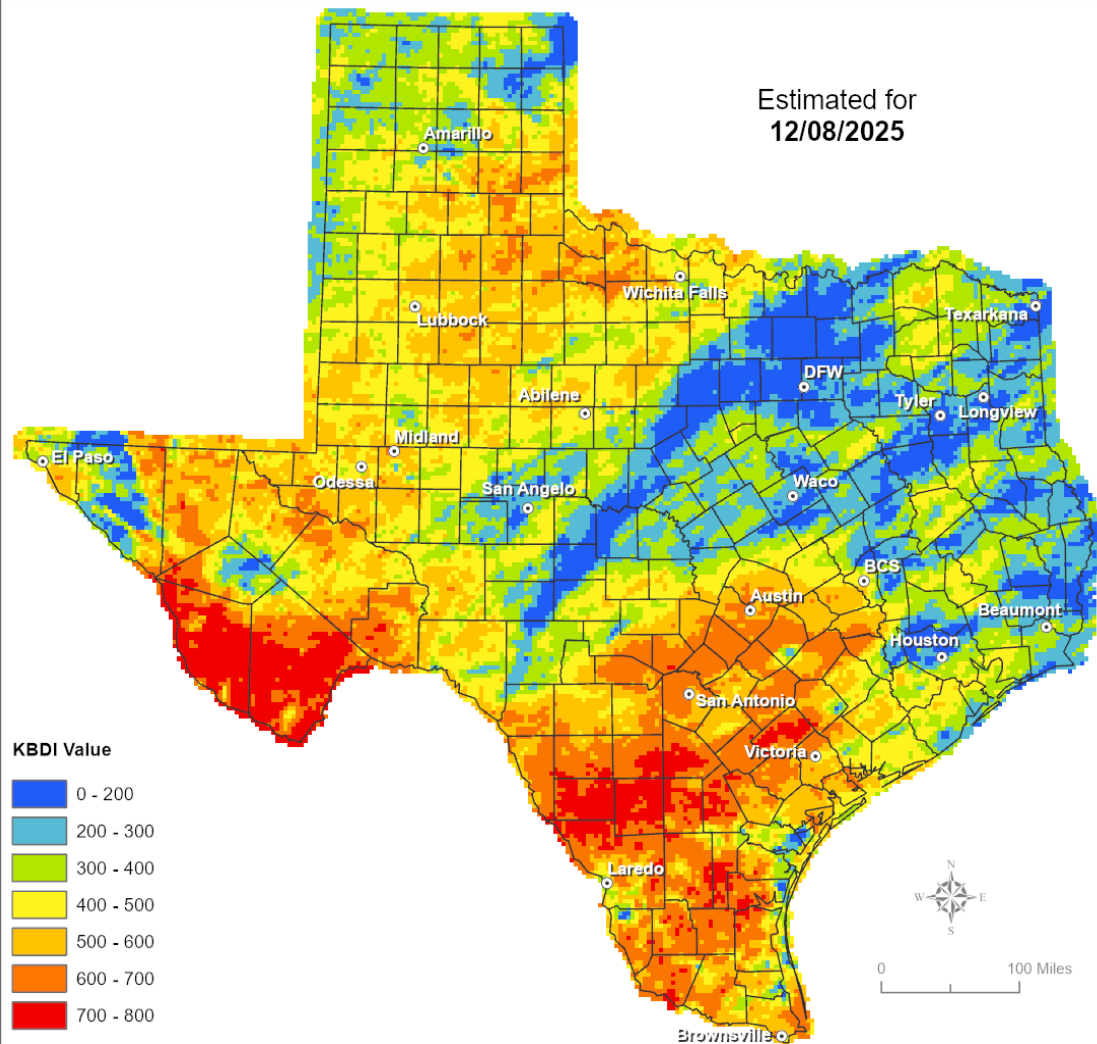 Estimated for
12/08/2025
Amarillo
Wichita Falls
Lubbock
Texarkana
DFW
Abilene
Tyler
Longview
Midland
El Paso
Odessa
San Angelo
Waco
BCS
Austin
Beaumont
Houston
San Antonio
Victoria
Laredo
Brownsville
KBDI Value
0 - 200
200 - 300
300 - 400
400 - 500
500 - 600
600 - 700
700 - 800
N
W E
S
0 100 Miles